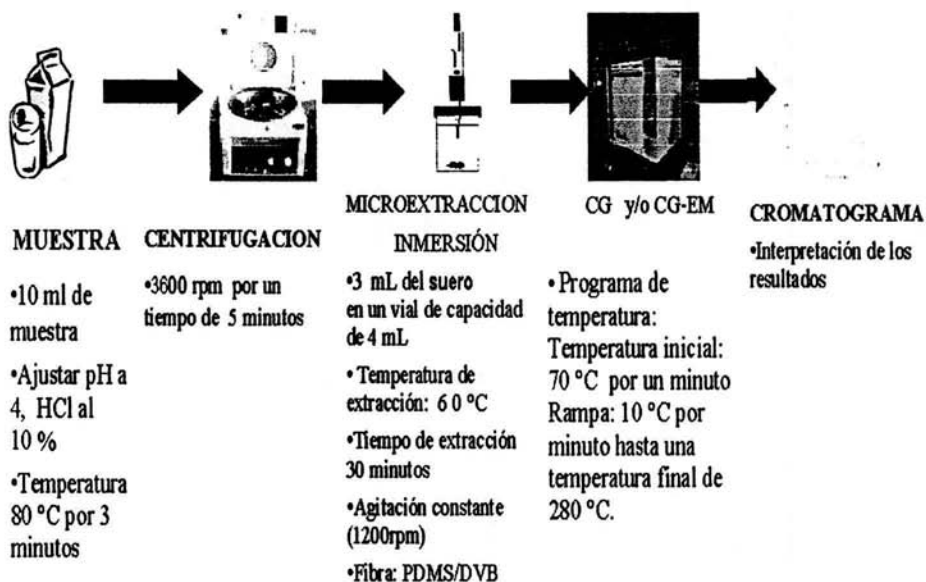 MUESTRA
•10 ml de
muestra
•Ajustar pH a
4, HCl al
10 %
•Temperatura
80 °C por 3
minutos
CENTRIFUGACION
•3600 rpm por un
tiempo de 5 minutos
MICROEXTRACCION
INMERSIÓN
•3 mL del suero
en un vial de capacidad
de 4 mL
• Temperatura de
extracción: 6 0 °C
•Tiempo de extracción
30 minutos
•Agitación constante
(1200rpm)
•Fibra: PDMS/DVB
CG y/o CG-EM
• Programa de
temperatura:
Temperatura inicial:
70 °C por un minuto
Rampa: 10 °C por
minuto hasta una
temperatura final de
280 °C.
CROMATOGRAMA
•Interpretación de los
resultados